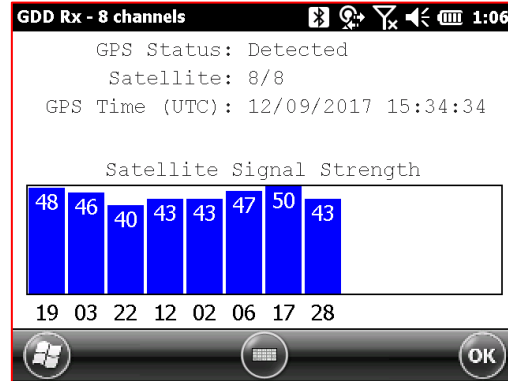 GDD Rx - 8 channels 1:06
GPS Status: Detected
Satellite: 8/8
GPS Time (UTC): 12/09/2017 15:34:34
Satellite Signal Strength
48 46 40 43 43 47 50 43
19 03 22 12 02 06 17 28
OK